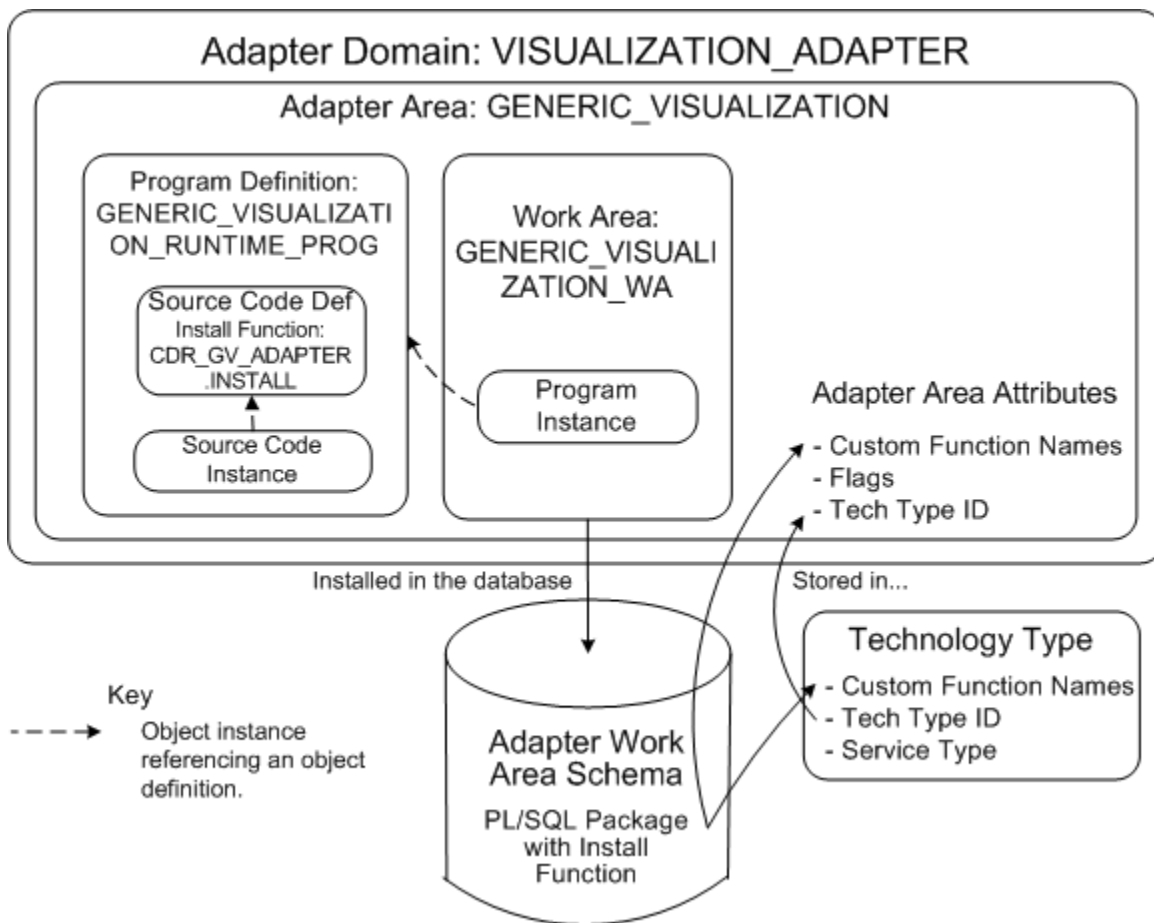 Adapter Domain: VISUALIZATION_ADAPTER
Adapter Area: GENERIC_VISUALIZATION
Program Definition:
GENERIC_VISUALIZATI
ON_RUNTIME_PROG
Source Code Def
Install Function:
CDR_GV_ADAPTER
.INSTALL
Source Code
Instance
Work Area:
GENERIC_VISUALI
ZATION_WA
Program
Instance
Adapter Area Attributes
- Custom Function Names
- Flags
- Tech Type ID
Installed in the database
Stored in...
Technology Type
- Custom Function Names
- Tech Type ID
- Service Type
Key
Object instance
referencing an object
definition.
Adapter Work
Area Schema
PL/SQL Package
with Install
Function